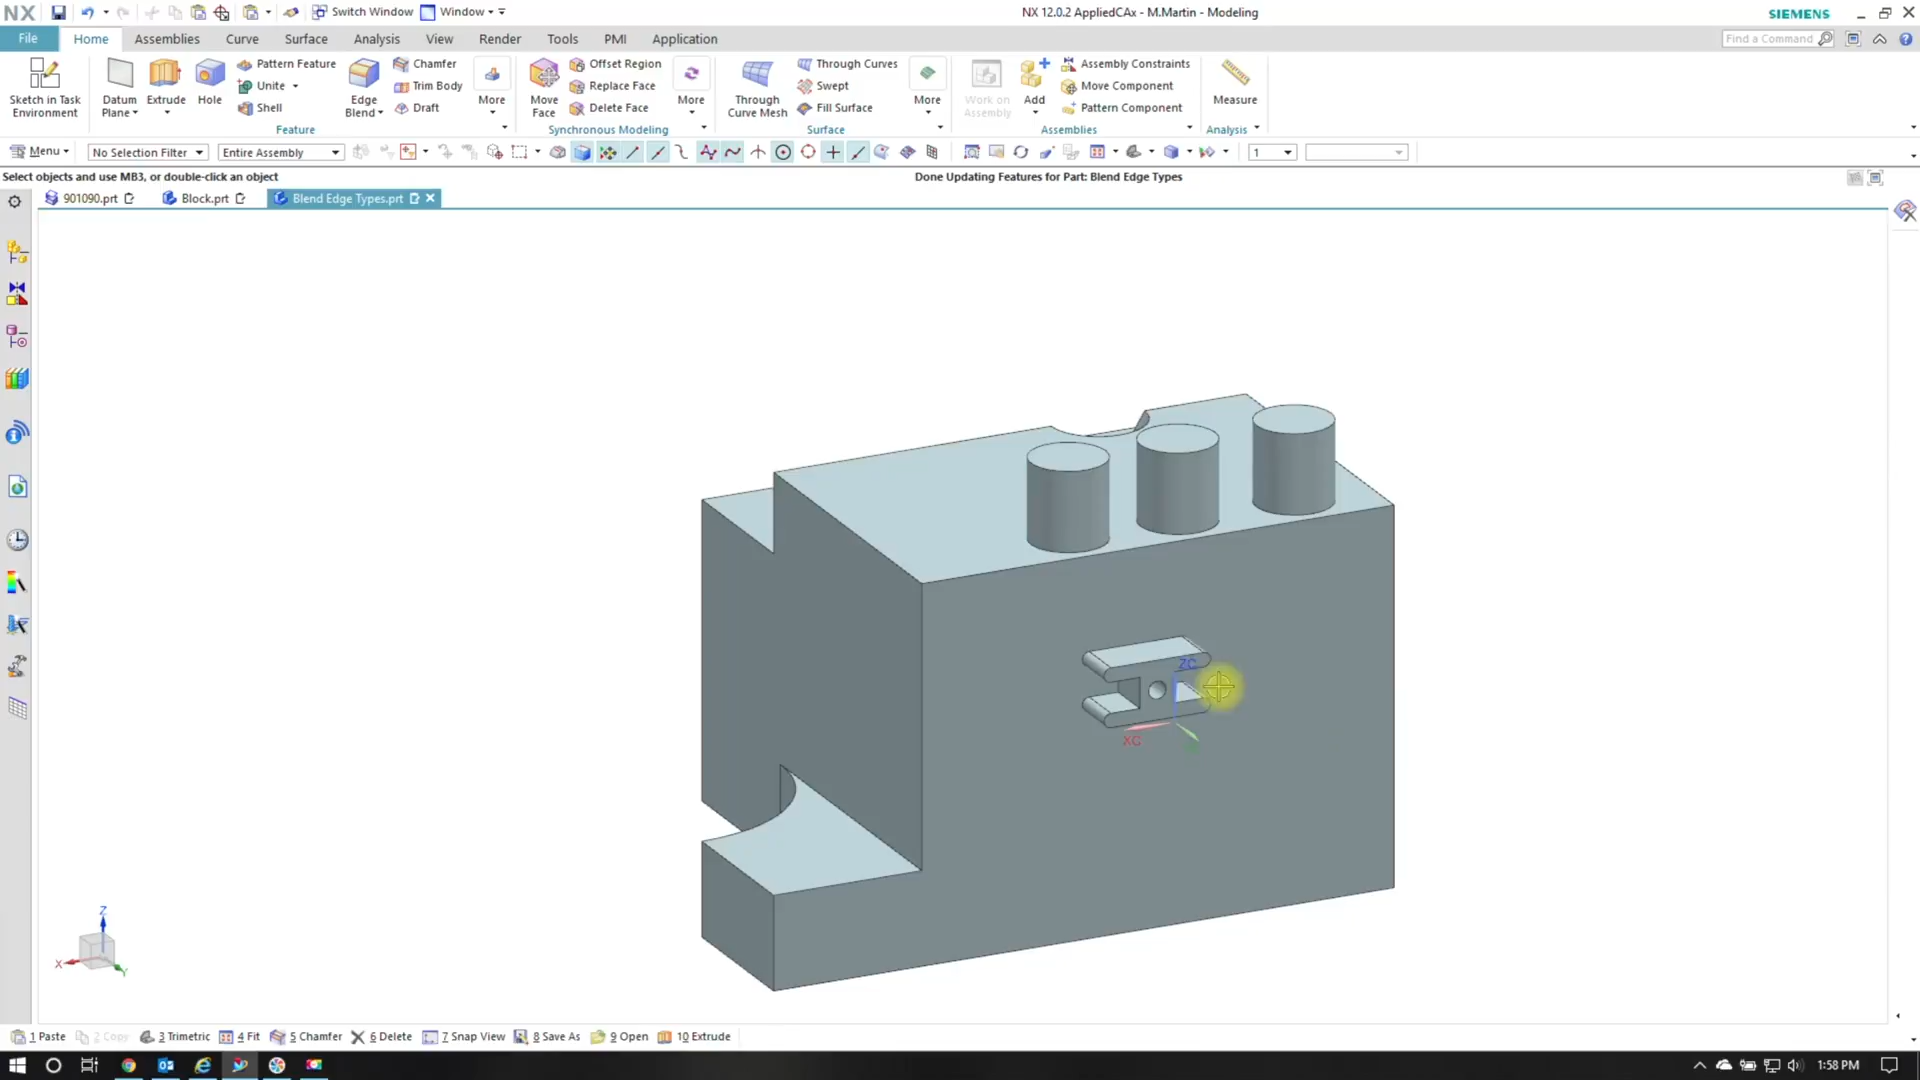 NX Switch Window Window NX 12.0.2 AppliedCAx - M.Martin - Modeling SIEMENS
File Home Assemblies Curve Surface Analysis View Render Tools PMI Application Find a Command
Sketch in Task Environment
Datum Plane
Extrude
Hole
Pattern Feature
Unite
Shell
Edge Blend
Chamfer
Trim Body
Draft
More
Feature
Move Face
Offset Region
Replace Face
Delete Face
More
Synchronous Modeling
Through Curve Mesh
Through Curves
Swept
Fill Surface
More
Surface
Work on Assembly
Add
Assembly Constraints
Move Component
Pattern Component
Assemblies
Measure
Analysis
Menu No Selection Filter Entire Assembly 1
Select objects and use MB3, or double-click an object Done Updating Features for Part: Blend Edge Types
901090.prt Block.prt Blend Edge Types.prt
ZC
XC
Z
X
Y
1 Paste 2 Copy 3 Trimetric 4 Fit 5 Chamfer 6 Delete 7 Snap View 8 Save As 9 Open 10 Extrude
1:58 PM